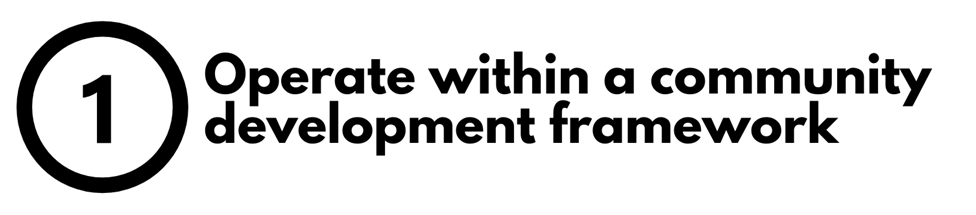 1
Operate within a community
development framework